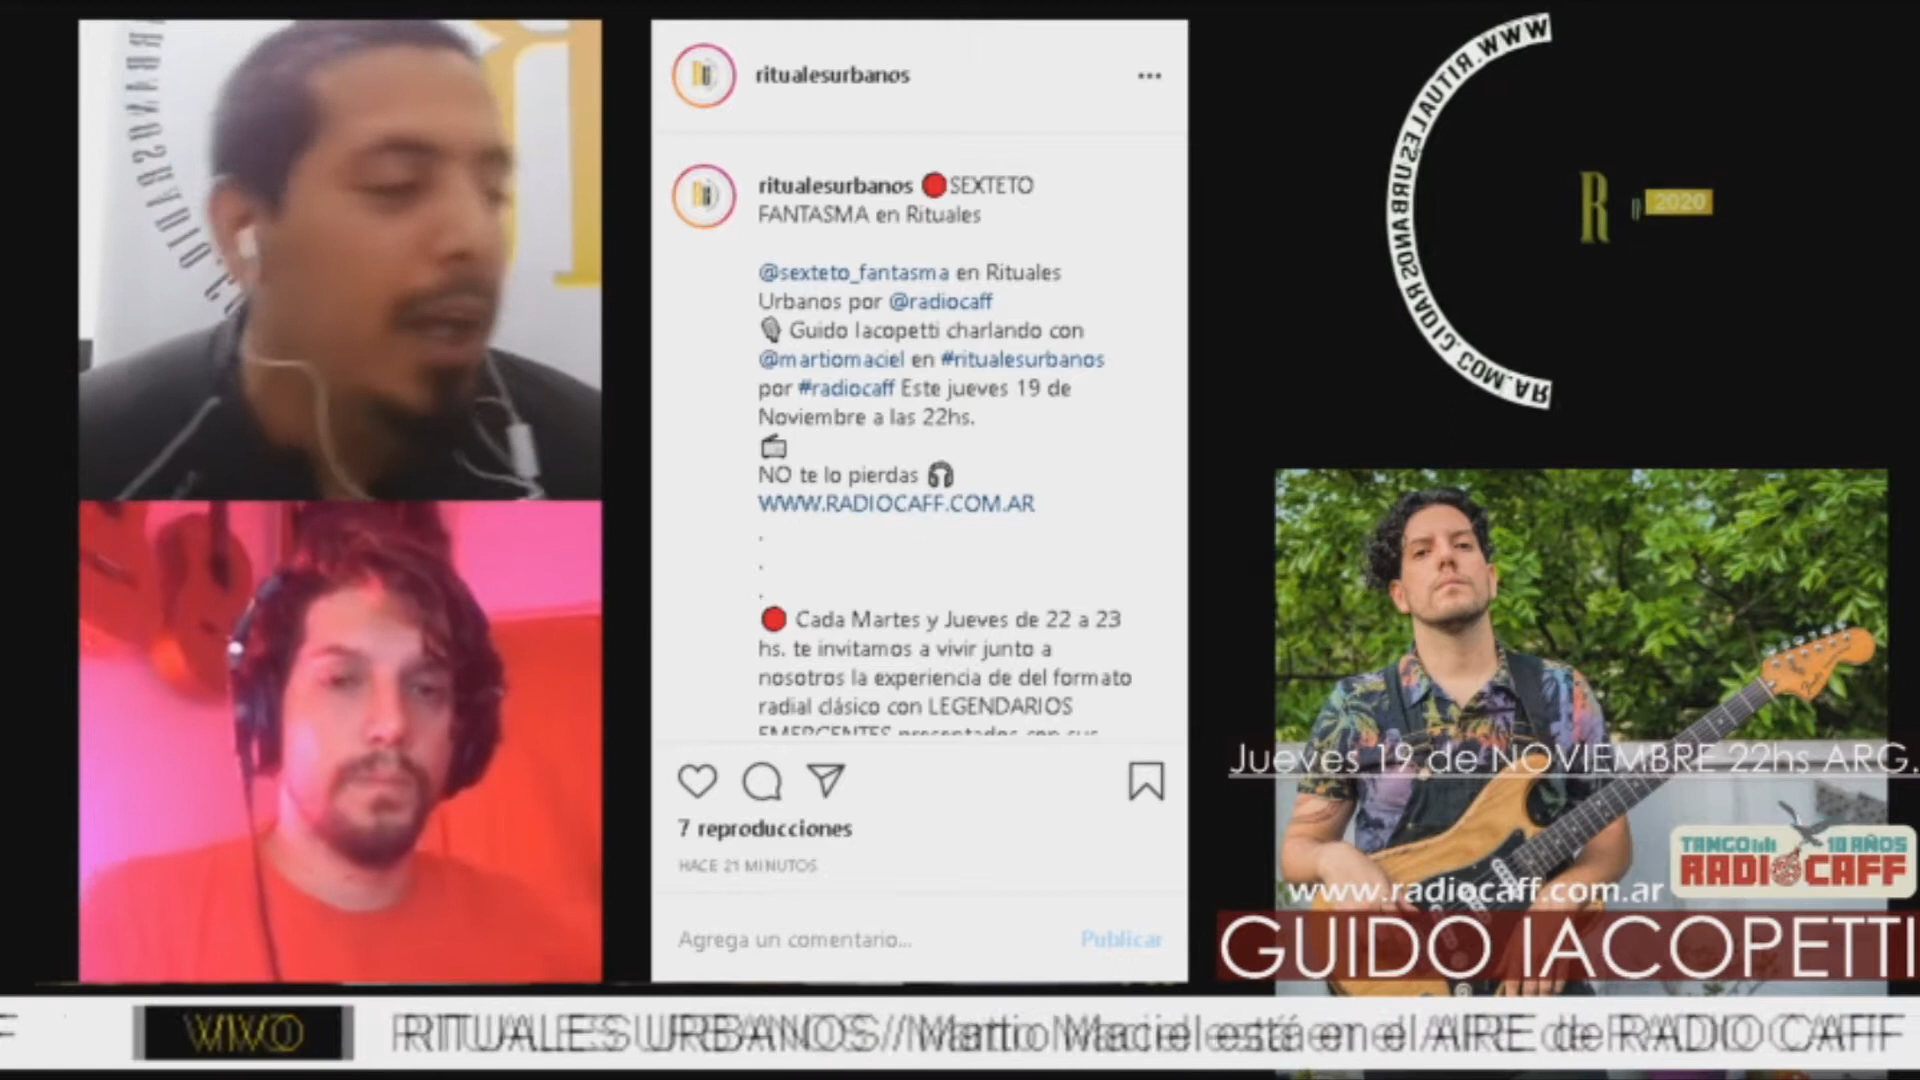 ritualesurbanos
ritualesurbanos 🔴SEXTETO
FANTASMA en Rituales
@sexteto_fantasma en Rituales
Urbanos por @radiocaff
🎙 Guido Iacopetti charlando con
@martiomaciel en #ritualesurbanos
por #radiocaff Este jueves 19 de
Noviembre a las 22hs.
📻
NO te lo pierdas 🎧
WWW.RADIOCAFF.COM.AR
.
.
.
🔴 Cada Martes y Jueves de 22 a 23
hs. te invitamos a vivir junto a
nosotros la experiencia de del formato
radial clásico con LEGENDARIOS
EMERGENTES presentados con sus
7 reproducciones
HACE 21 MINUTOS
Agrega un comentario...
Publicar
WWW.RITUALESURBANOSRADIO.COM.AR
R
2020
Jueves 19 de NOVIEMBRE 22hs ARG.
TANGO 10 AÑOS
RADIOCAFF
www.radiocaff.com.ar
GUIDO IACOPETTI
VIVO
RITUALES URBANOS//Martio Maciel está en el AIRE de RADIO CAFF